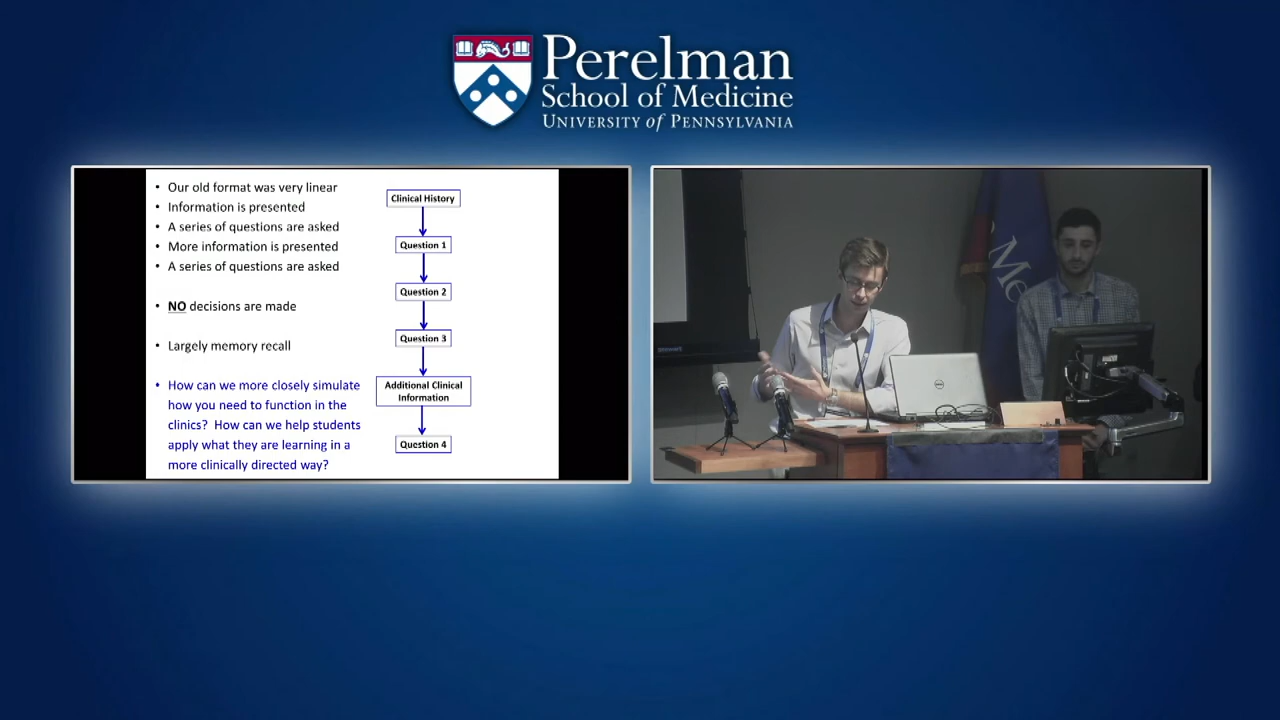 Perelman
School of Medicine
UNIVERSITY of PENNSYLVANIA
• Our old format was very linear
• Information is presented
• A series of questions are asked
• More information is presented
• A series of questions are asked
• NO decisions are made
• Largely memory recall
• How can we more closely simulate
how you need to function in the
clinics? How can we help students
apply what they are learning in a
more clinically directed way?
Clinical History
Question 1
Question 2
Question 3
Additional Clinical
Information
Question 4
Me
DELL